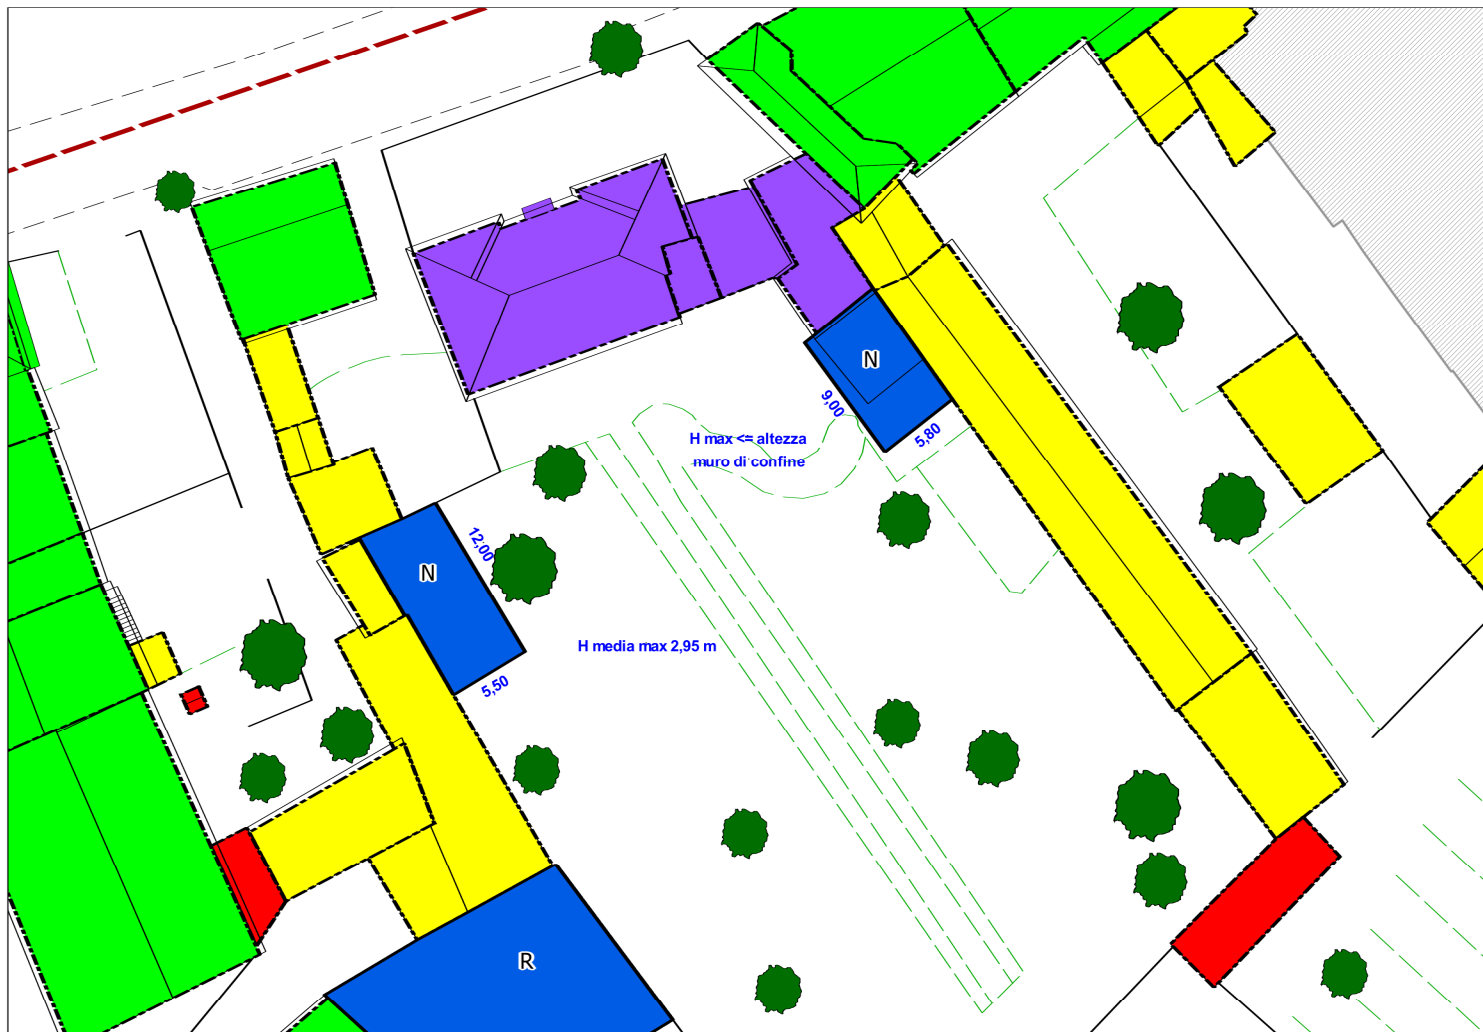 N
9,00
5,80
H max <= altezza
muro di confine
12,00
N
H media max 2,95 m
5,50
R